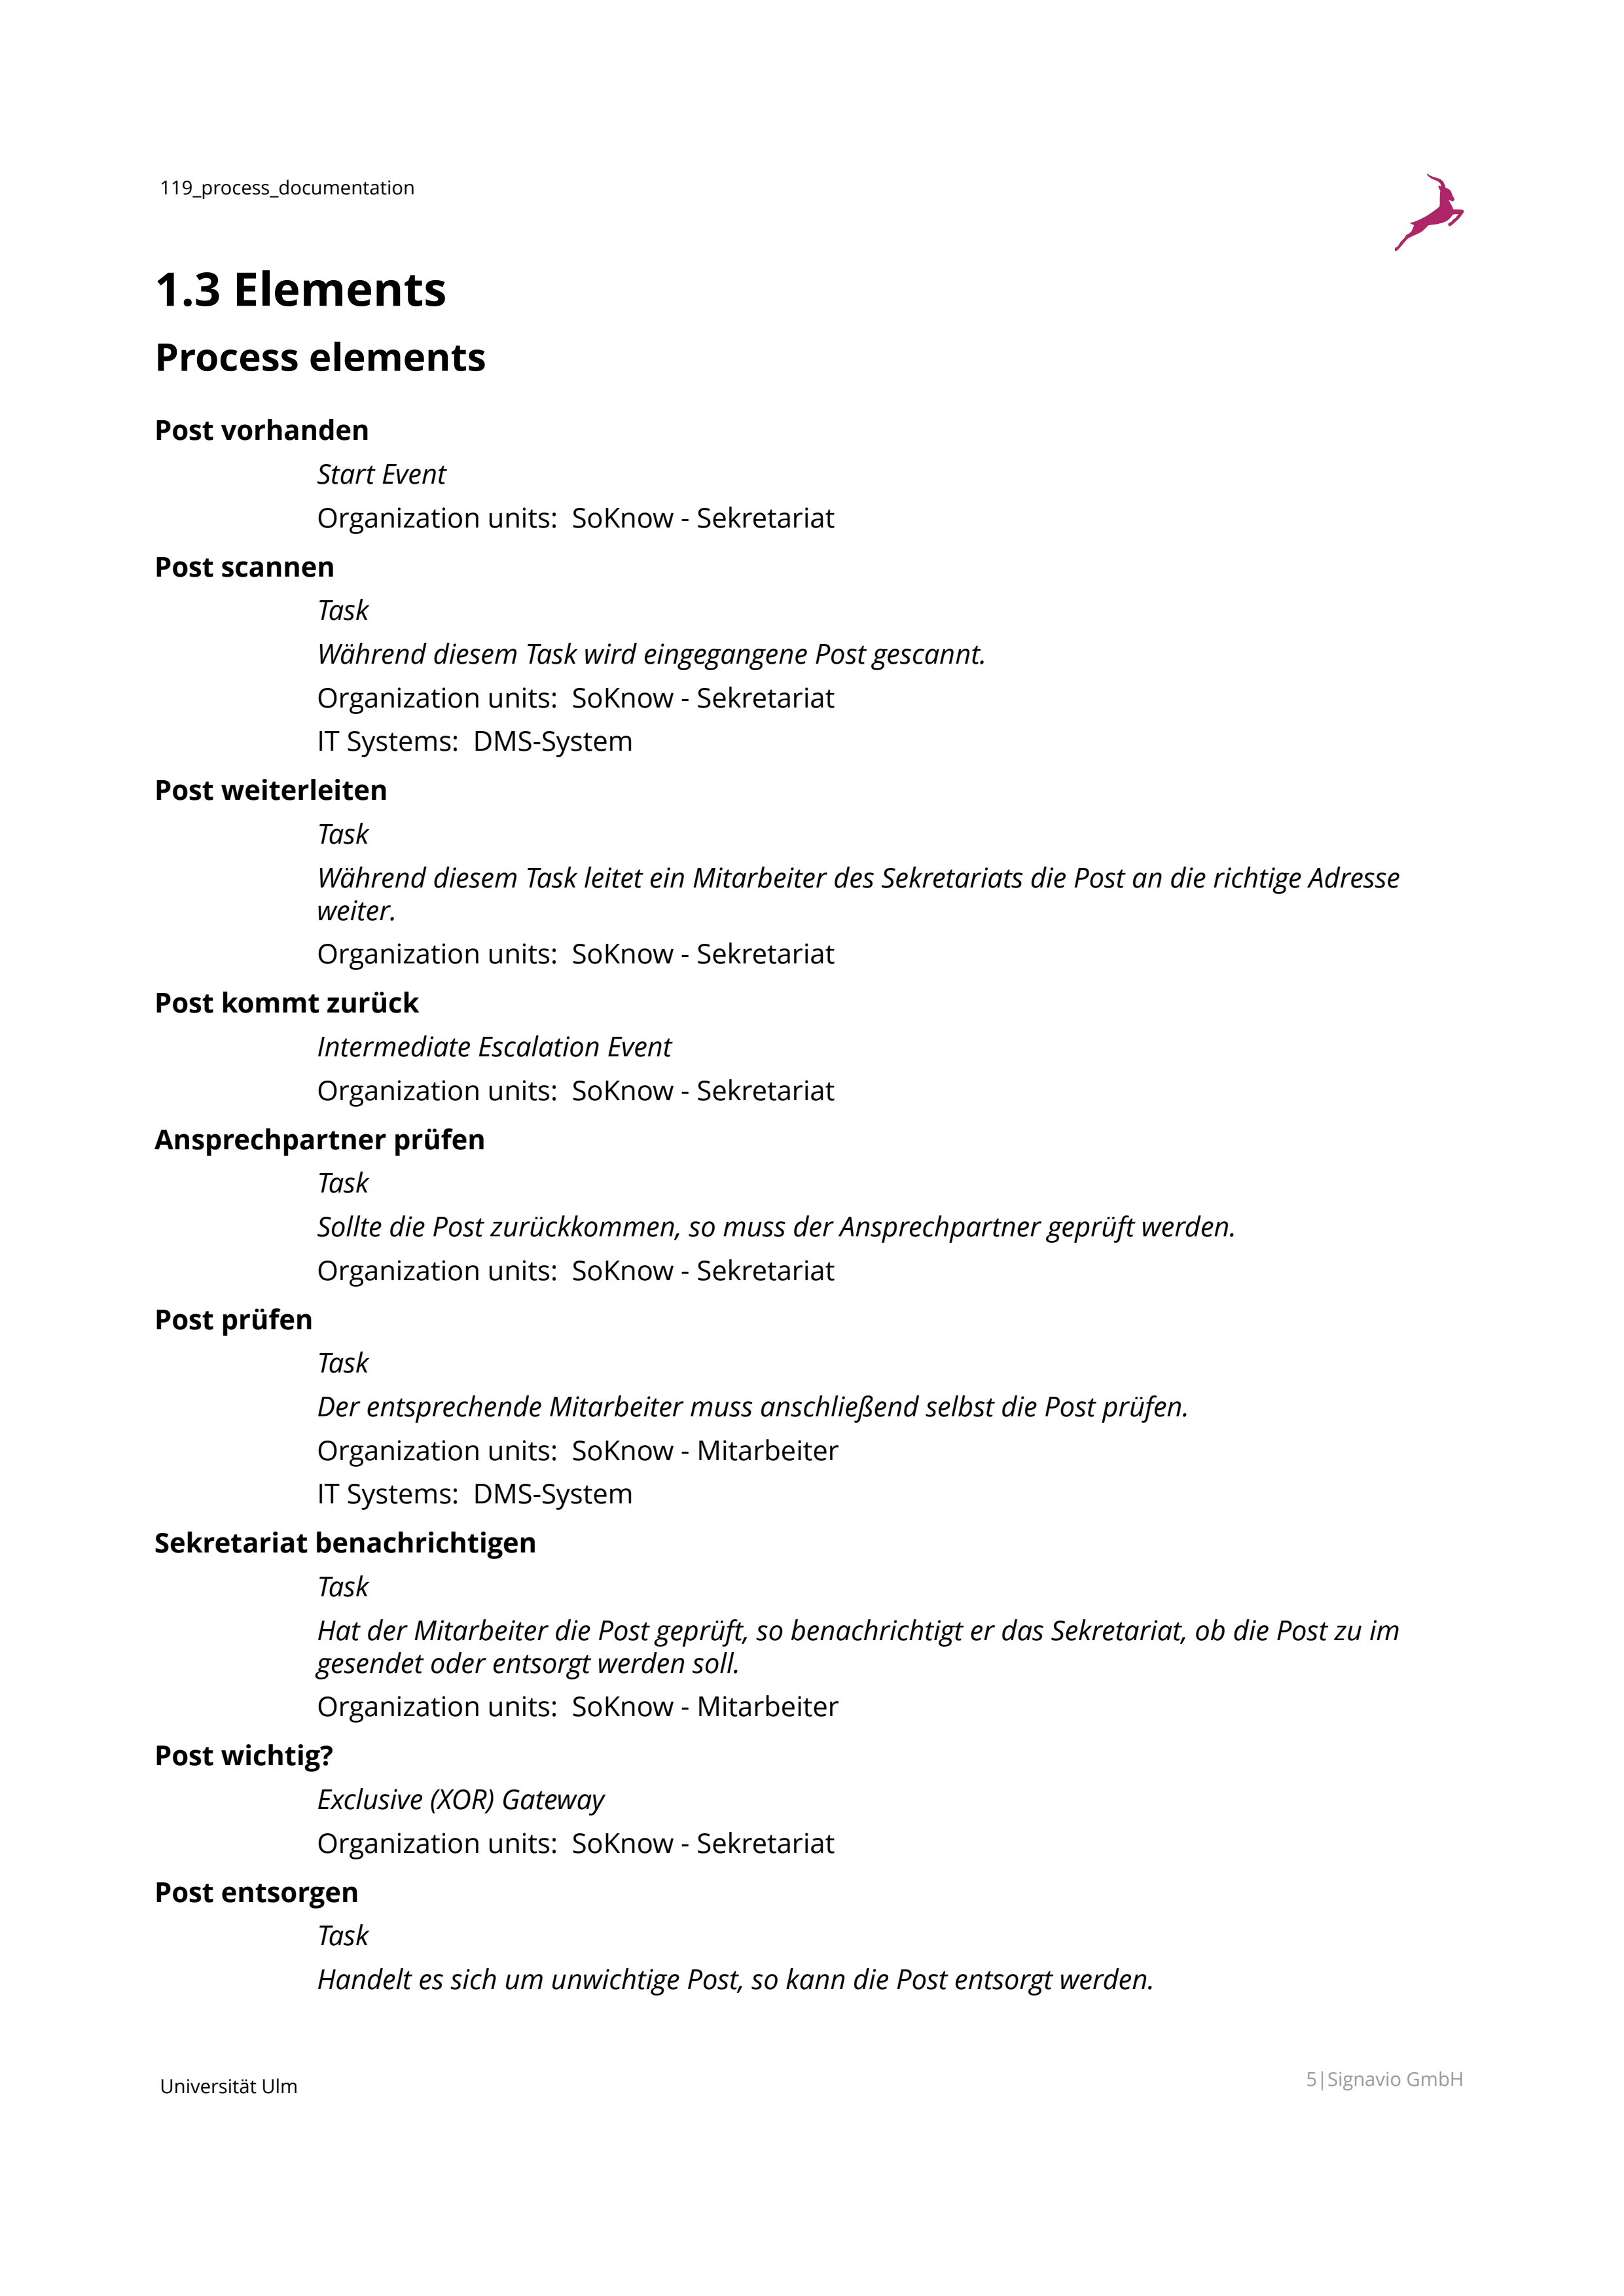 119_process_documentation
1.3 Elements
Process elements
Post vorhanden
Start Event
Organization units:  SoKnow - Sekretariat
Post scannen
Task
Während diesem Task wird eingegangene Post gescannt.
Organization units:  SoKnow - Sekretariat
IT Systems:  DMS-System
Post weiterleiten
Task
Während diesem Task leitet ein Mitarbeiter des Sekretariats die Post an die richtige Adresse
weiter.
Organization units:  SoKnow - Sekretariat
Post kommt zurück
Intermediate Escalation Event
Organization units:  SoKnow - Sekretariat
Ansprechpartner prüfen
Task
Sollte die Post zurückkommen, so muss der Ansprechpartner geprüft werden.
Organization units:  SoKnow - Sekretariat
Post prüfen
Task
Der entsprechende Mitarbeiter muss anschließend selbst die Post prüfen.
Organization units:  SoKnow - Mitarbeiter
IT Systems:  DMS-System
Sekretariat benachrichtigen
Task
Hat der Mitarbeiter die Post geprüft, so benachrichtigt er das Sekretariat, ob die Post zu im
gesendet oder entsorgt werden soll.
Organization units:  SoKnow - Mitarbeiter
Post wichtig?
Exclusive (XOR) Gateway
Organization units:  SoKnow - Sekretariat
Post entsorgen
Task
Handelt es sich um unwichtige Post, so kann die Post entsorgt werden.
Universität Ulm
5|Signavio GmbH